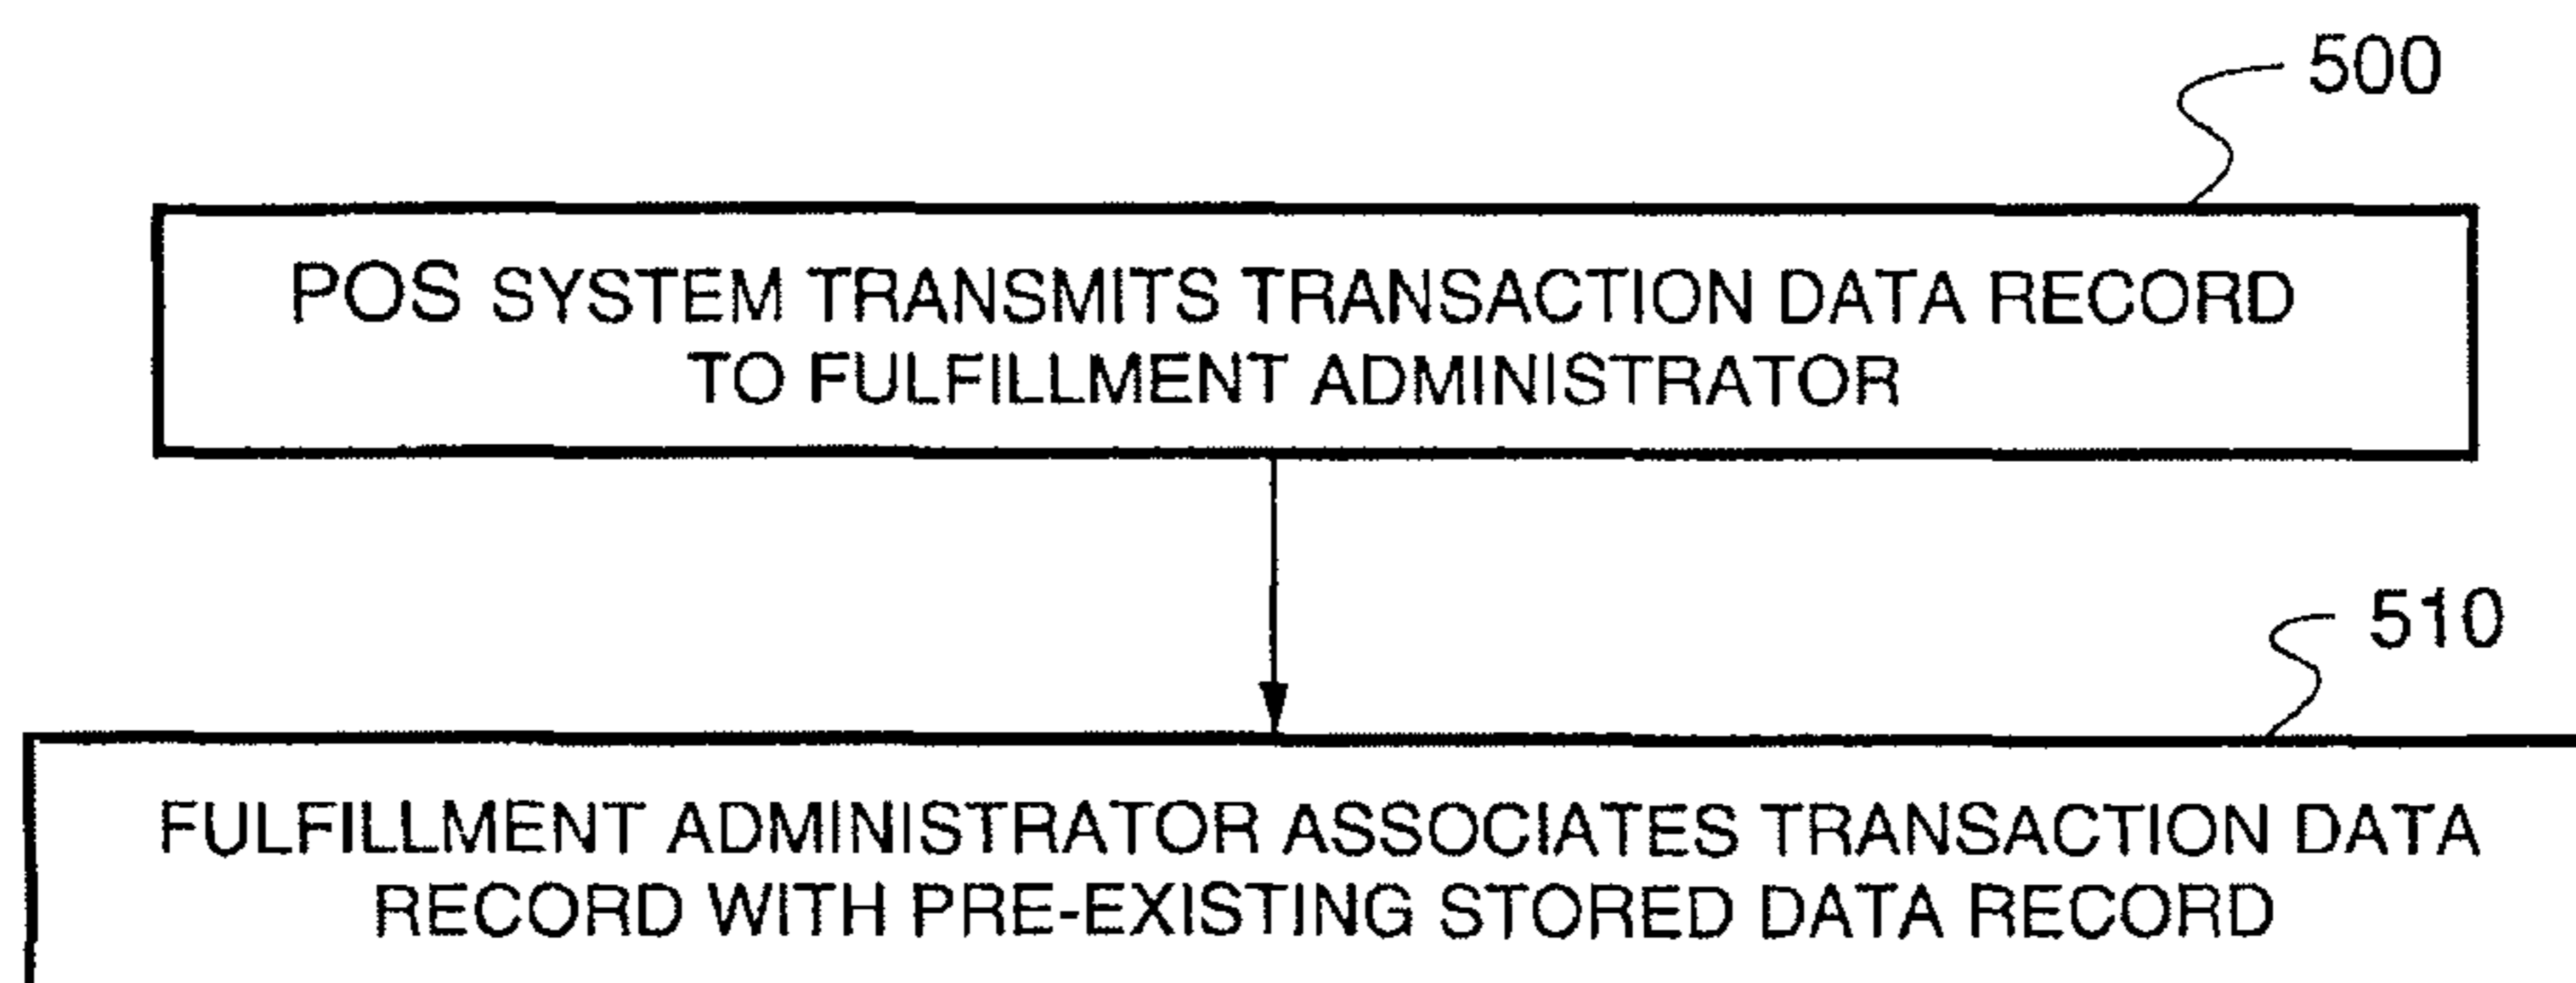 500
POS SYSTEM TRANSMITS TRANSACTION DATA RECORD
TO FULFILLMENT ADMINISTRATOR
510
FULFILLMENT ADMINISTRATOR ASSOCIATES TRANSACTION DATA
RECORD WITH PRE-EXISTING STORED DATA RECORD